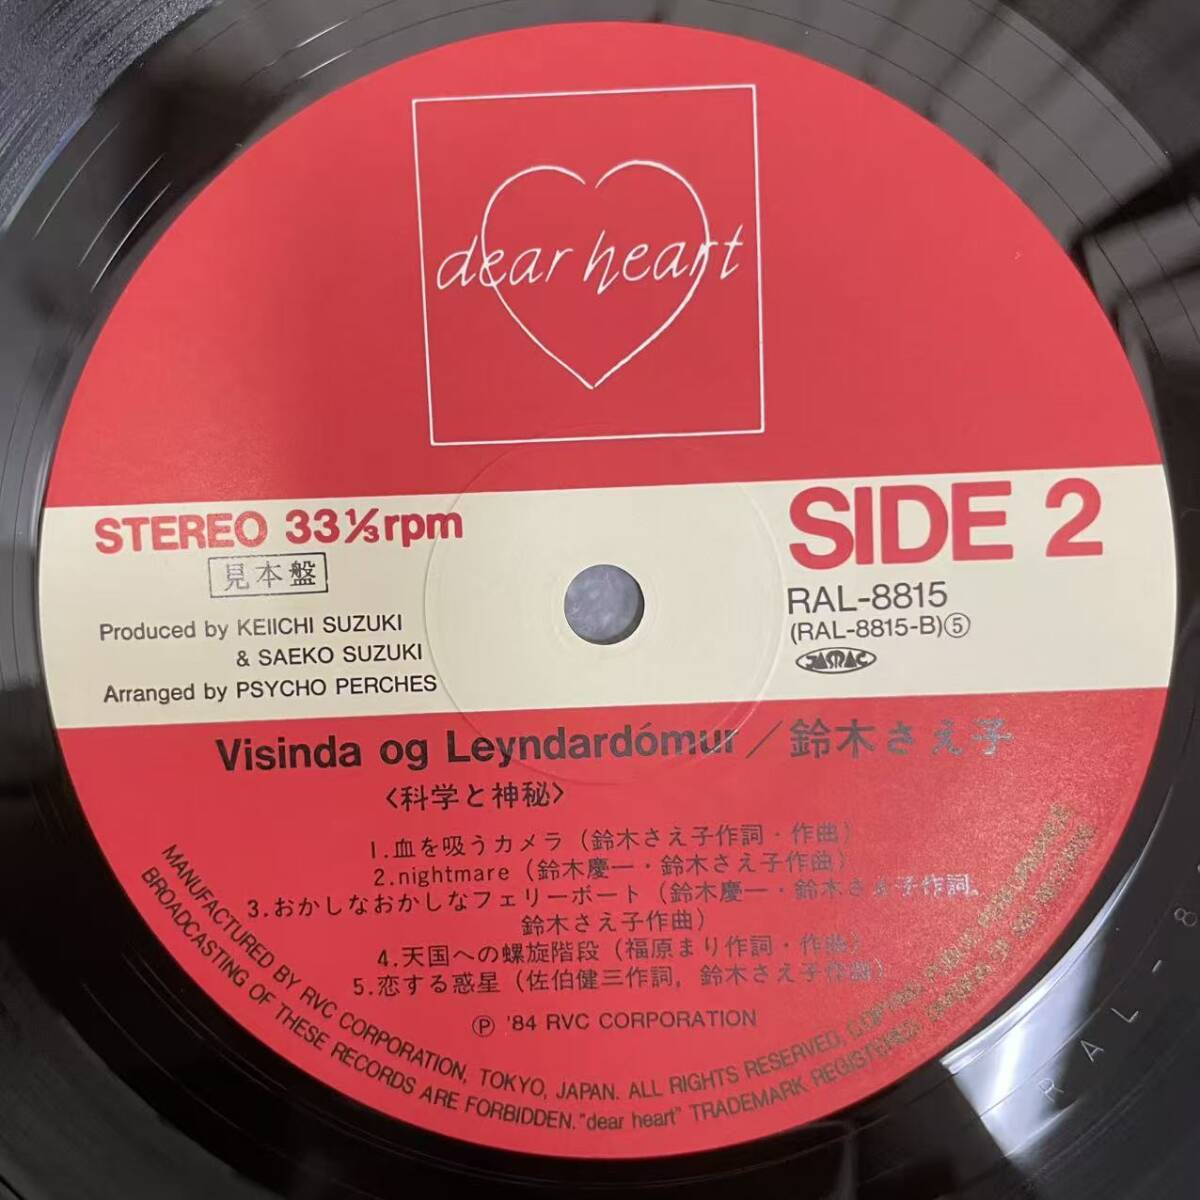 dear heart
STEREO 33⅓rpm
見本盤
Produced by KEIICHI SUZUKI
& SAEKO SUZUKI
Arranged by PSYCHO PERCHES
SIDE 2
RAL-8815
(RAL-8815-B)⑤
JASRAC
Visinda og Leyndardómur／鈴木さえ子
〈科学と神秘〉
1.血を吸うカメラ（鈴木さえ子作詞・作曲）
2.nightmare（鈴木慶一・鈴木さえ子作曲）
3.おかしなおかしなフェリーボート（鈴木慶一・鈴木さえ子作詞,
鈴木さえ子作曲）
4.天国への螺旋階段（福原まり作詞・作曲）
5.恋する惑星（佐伯健三作詞, 鈴木さえ子作曲）
Ⓟ '84 RVC CORPORATION
MANUFACTURED BY RVC CORPORATION, TOKYO, JAPAN. ALL RIGHTS RESERVED, COPYING, PUBLIC PERFORMANCE
BROADCASTING OF THESE RECORDS ARE FORBIDDEN. "dear heart" TRADEMARK REGISTERED
RAL-8